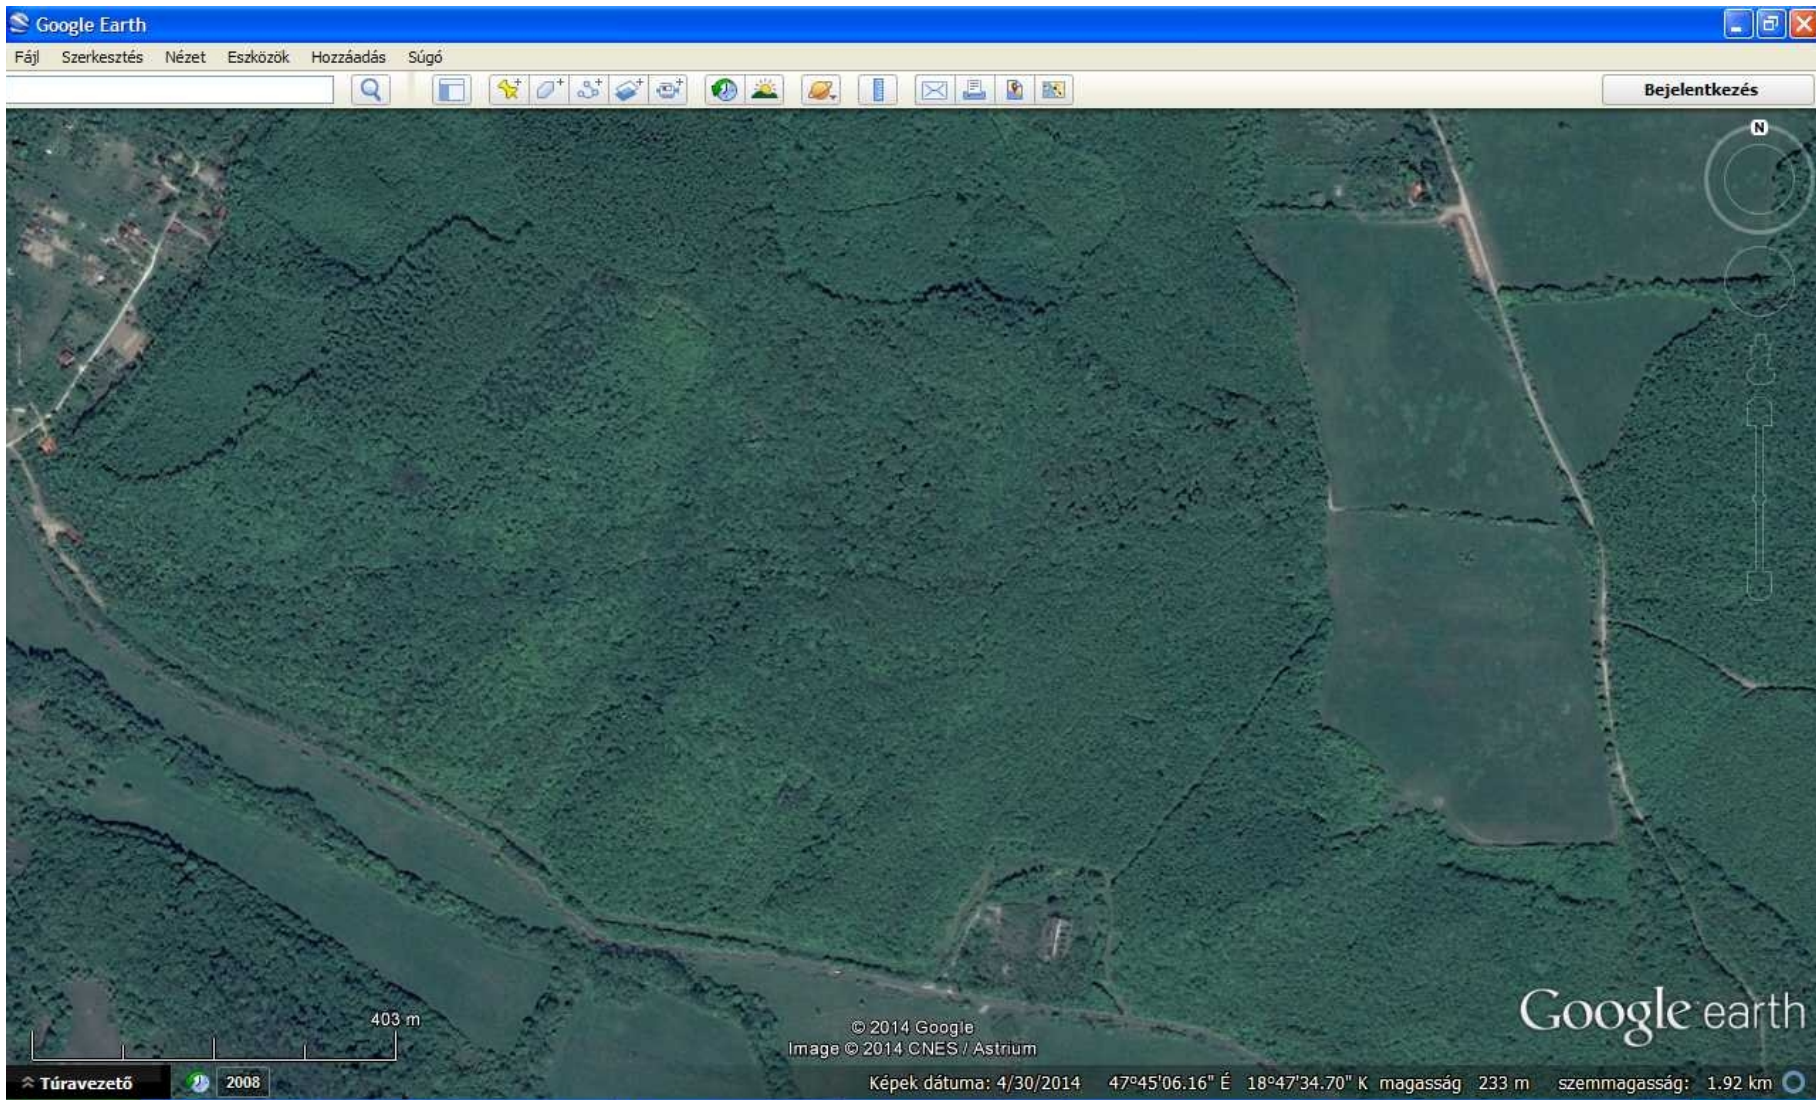 Google Earth
Fájl Szerkesztés Nézet Eszközök Hozzáadás Súgó
Bejelentkezés
N
403 m
© 2014 Google
Image © 2014 CNES / Astrium
Google earth
Túravezető 2008 Képek dátuma: 4/30/2014 47°45'06.16" É 18°47'34.70" K magasság 233 m szemmagasság: 1.92 km